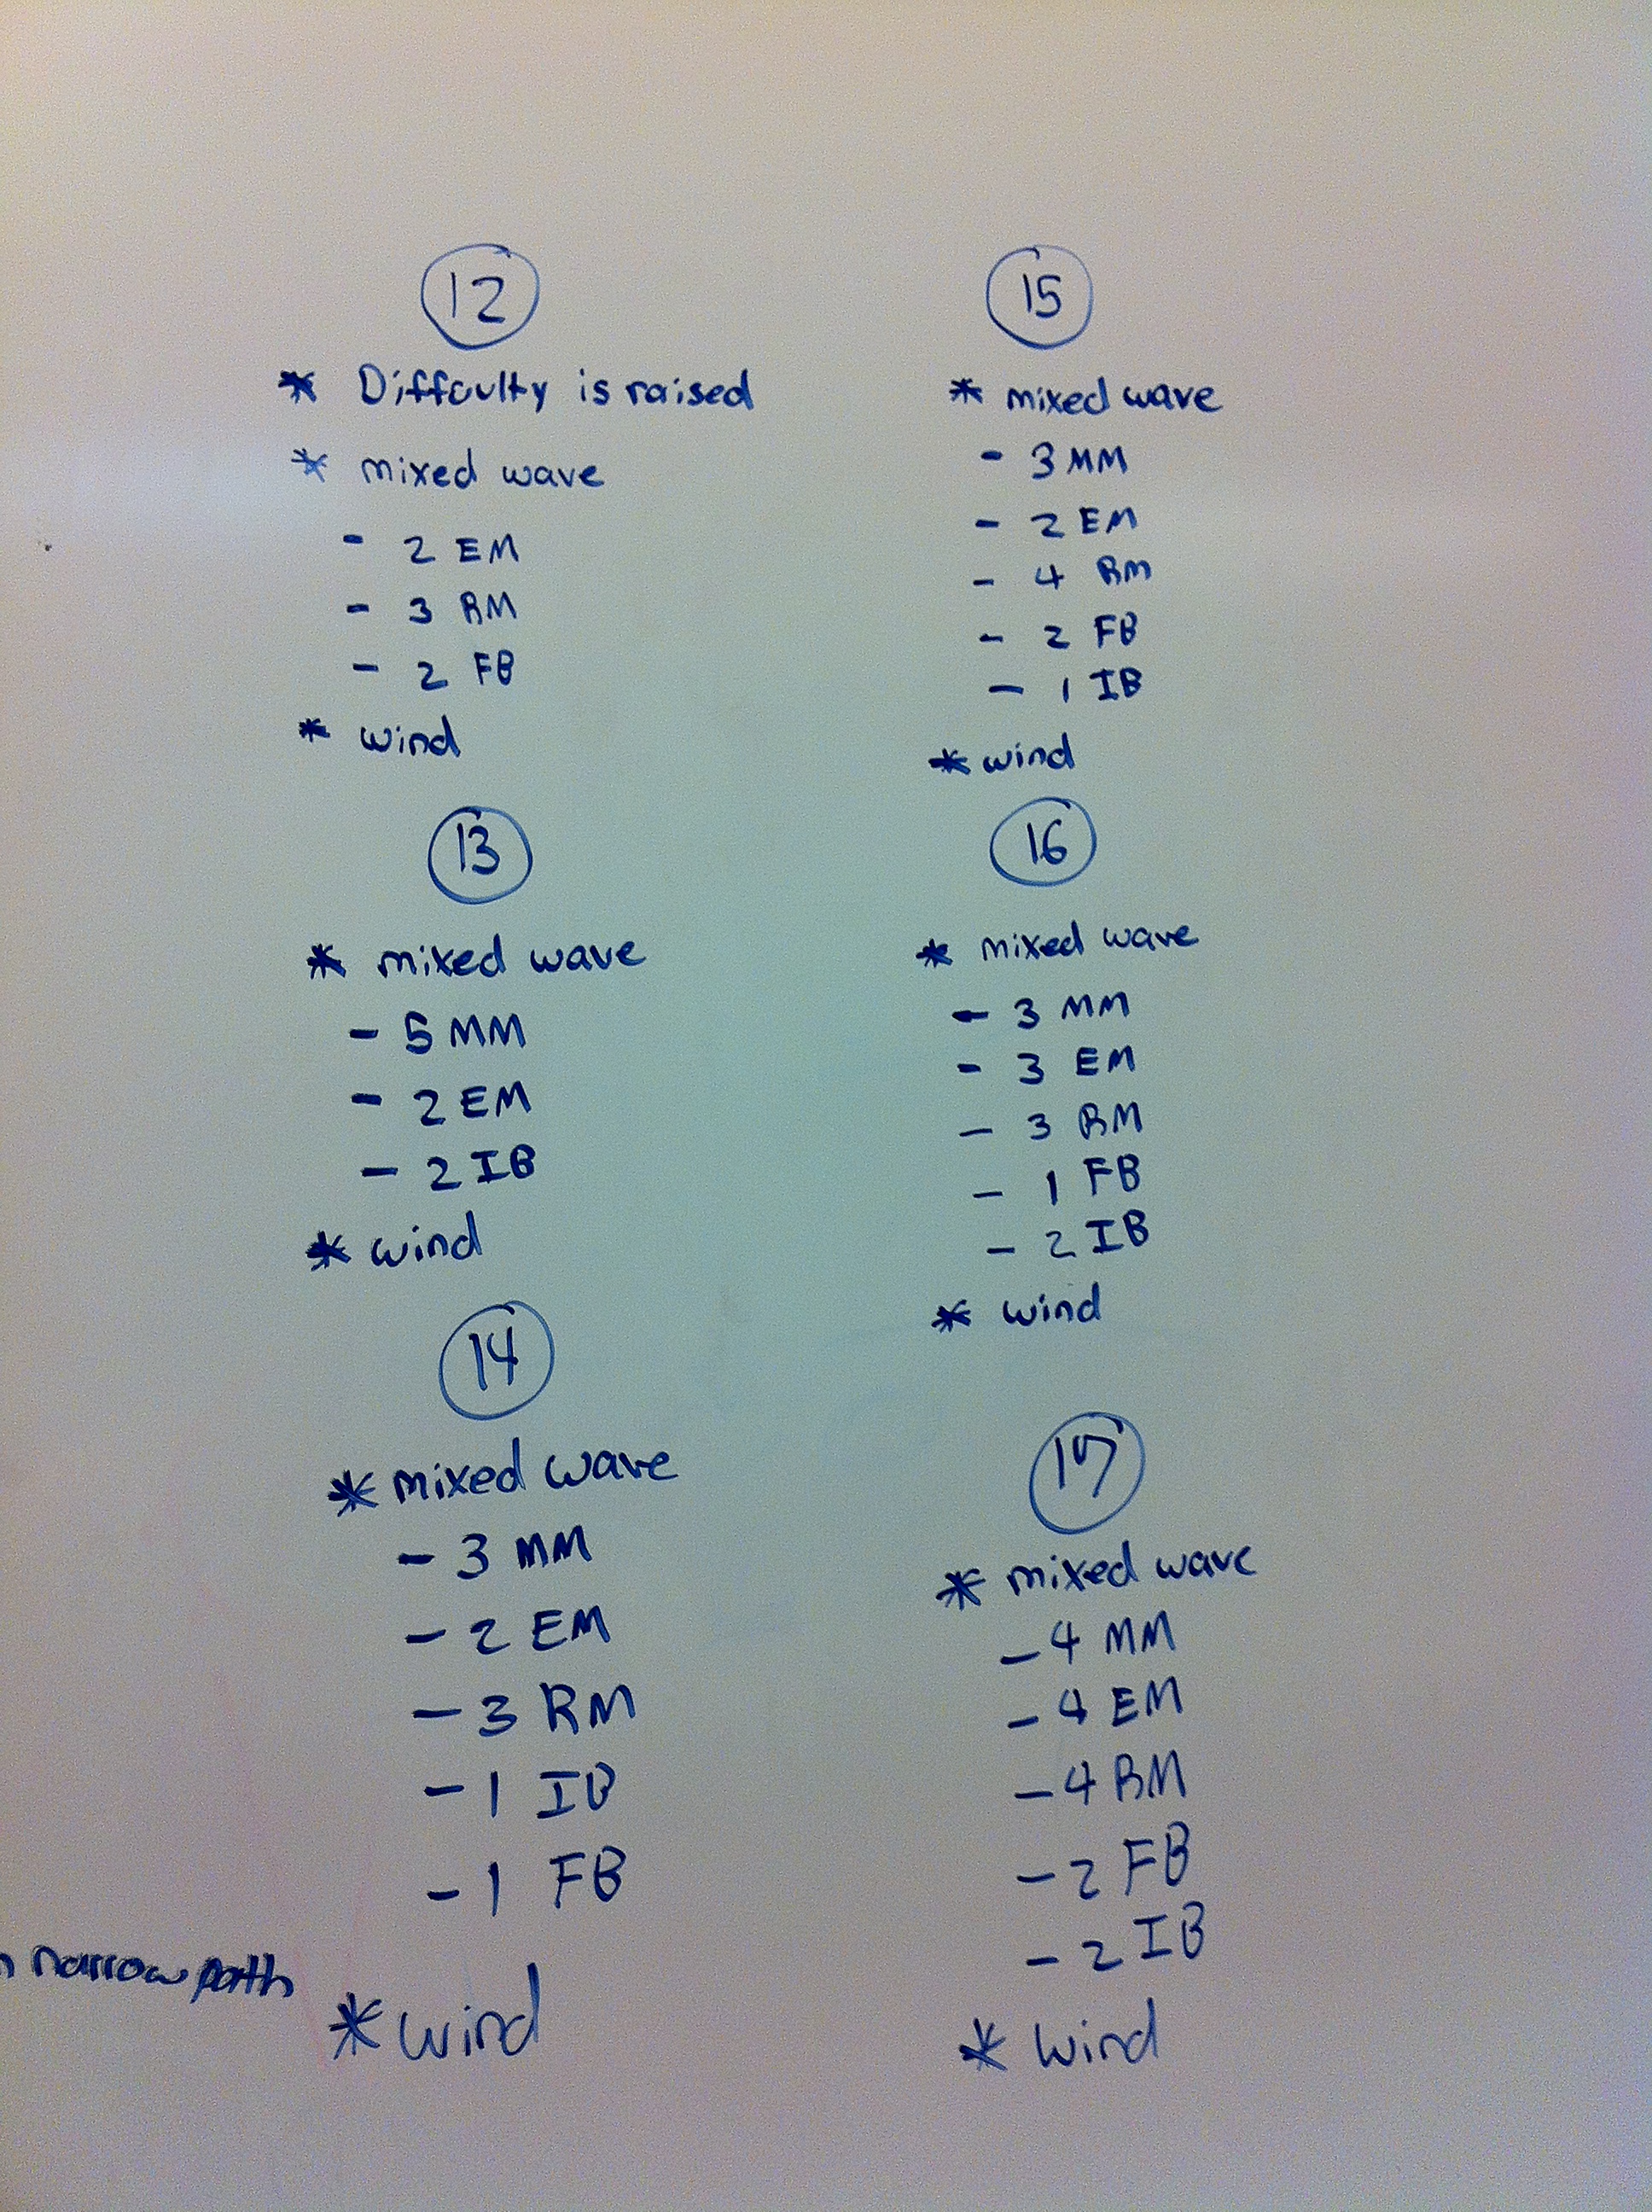 12
* Diffculty is raised
* mixed wave
- 2 EM
- 3 RM
- 2 FB
* wind
13
* mixed wave
- 5 MM
- 2 EM
- 2 IB
* wind
14
* mixed wave
- 3 MM
- 2 EM
- 3 RM
- 1 IB
- 1 FB
narrow path
* wind
15
* mixed wave
- 3 MM
- 2 EM
- 4 RM
- 2 FB
- 1 IB
* wind
16
* mixed wave
- 3 MM
- 3 EM
- 3 RM
- 1 FB
- 2 IB
* wind
17
* mixed wave
- 4 MM
- 4 EM
- 4 RM
- 2 FB
- 2 IB
* wind